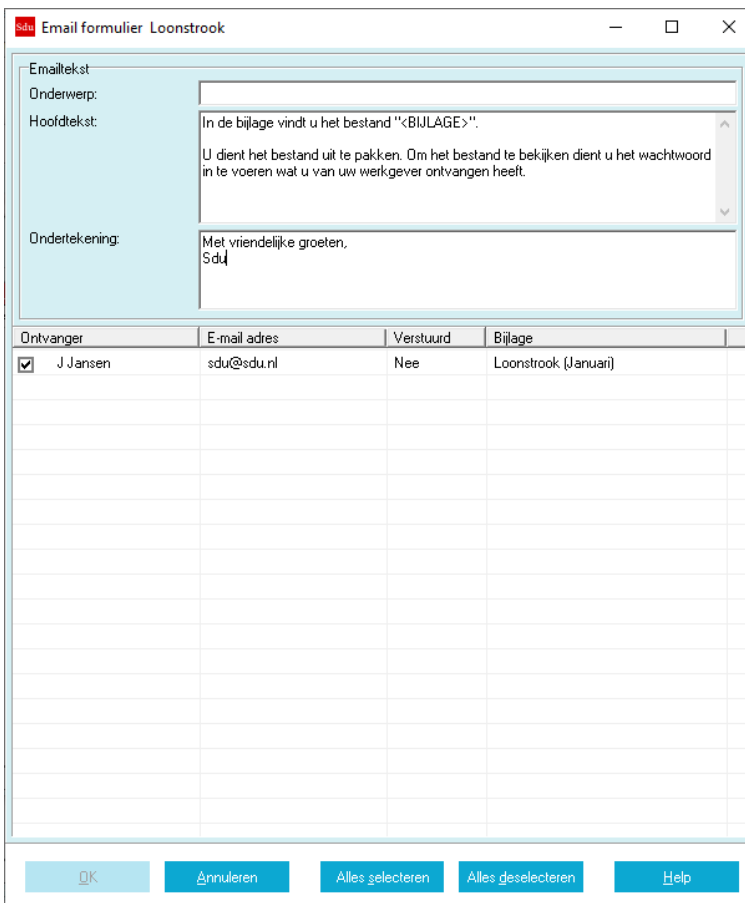 Sdu Email formulier Loonstrook
Emailtekst
Onderwerp:
Hoofdtekst:
In de bijlage vindt u het bestand "<BIJLAGE>".
U dient het bestand uit te pakken. Om het bestand te bekijken dient u het wachtwoord
in te voeren wat u van uw werkgever ontvangen heeft.
Ondertekening:
Met vriendelijke groeten,
Sdu
Ontvanger E-mail adres Verstuurd Bijlage
J Jansen sdu@sdu.nl Nee Loonstrook (Januari)
OK Annuleren Alles selecteren Alles deselecteren Help